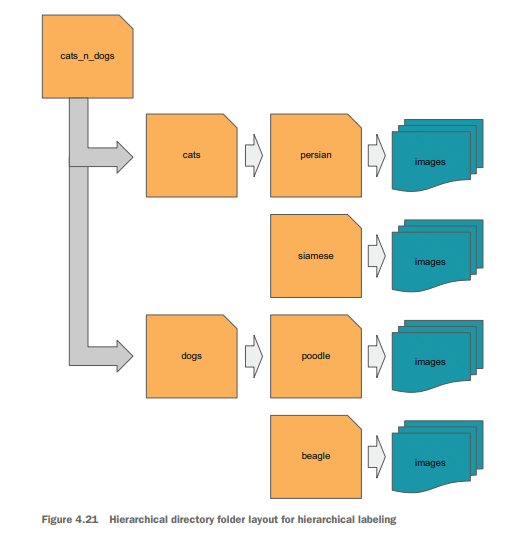 cats_n_dogs
cats
persian
images
siamese
images
dogs
poodle
images
beagle
images
Figure 4.21 Hierarchical directory folder layout for hierarchical labeling